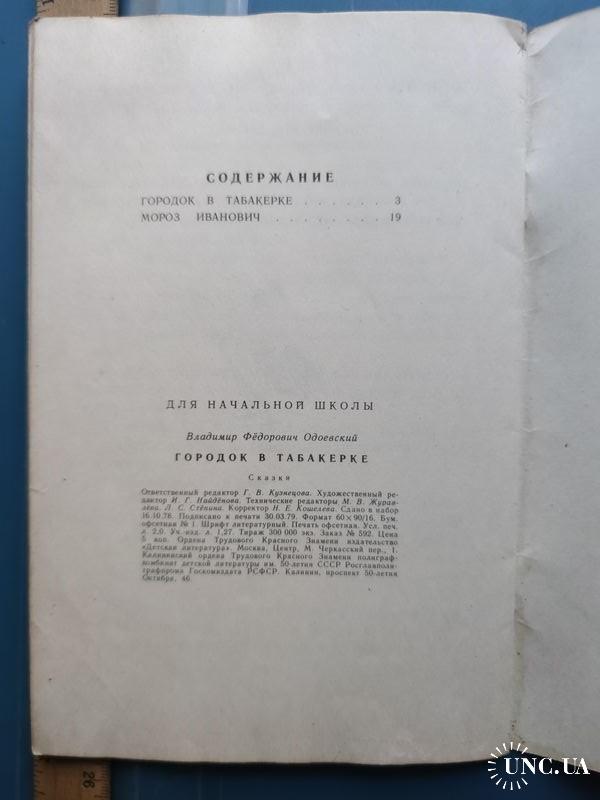 СОДЕРЖАНИЕ
ГОРОДОК В ТАБАКЕРКЕ . . . . . . 3
МОРОЗ ИВАНОВИЧ . . . . . . . . 19
ДЛЯ НАЧАЛЬНОЙ ШКОЛЫ
Владимир Фёдорович Одоевский
ГОРОДОК В ТАБАКЕРКЕ
Сказки
Ответственный редактор Г. В. Кузнецова. Художественный ре-
дактор И. Г. Найдёнова. Технические редакторы М. В. Журав-
лёва, Л. С. Стёпина. Корректор Н. Е. Кошелева. Сдано в набор
16.10.78. Подписано к печати 30.03.79. Формат 60×90/16. Бум.
офсетная № 1. Шрифт литературный. Печать офсетная. Усл. печ.
л. 2,0. Уч. изд. л. 1,27. Тираж 300 000 экз. Заказ № 592. Цена
5 коп. Ордена Трудового Красного Знамени издательство
«Детская литература». Москва, Центр, М. Черкасский пер., 1.
Калининский ордена Трудового Красного Знамени полиграф-
комбинат детской литературы им. 50-летия СССР Росглавполи-
графпрома Госкомиздата РСФСР. Калинин, проспект 50-летия
Октября, 46.
26
UNC.UA